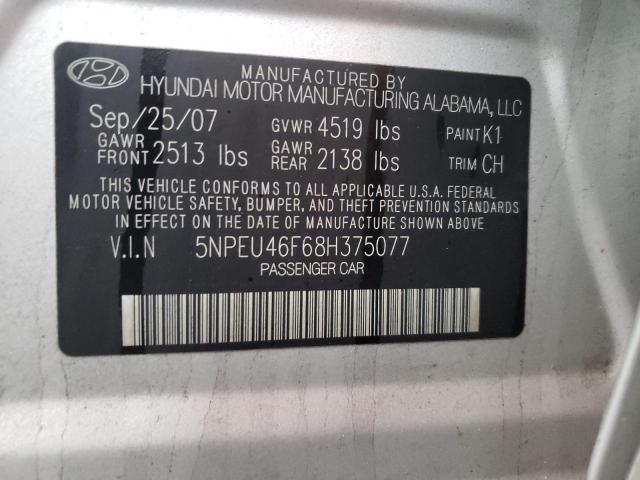 MANUFACTURED BY
HYUNDAI MOTOR MANUFACTURING ALABAMA, LLC
Sep/25/07 GVWR 4519 lbs PAINT K1
GAWR FRONT 2513 lbs GAWR REAR 2138 lbs TRIM CH
THIS VEHICLE CONFORMS TO ALL APPLICABLE U.S.A. FEDERAL
MOTOR VEHICLE SAFETY, BUMPER, AND THEFT PREVENTION STANDARDS
IN EFFECT ON THE DATE OF MANUFACTURE SHOWN ABOVE
V.I.N 5NPEU46F68H375077
PASSENGER CAR